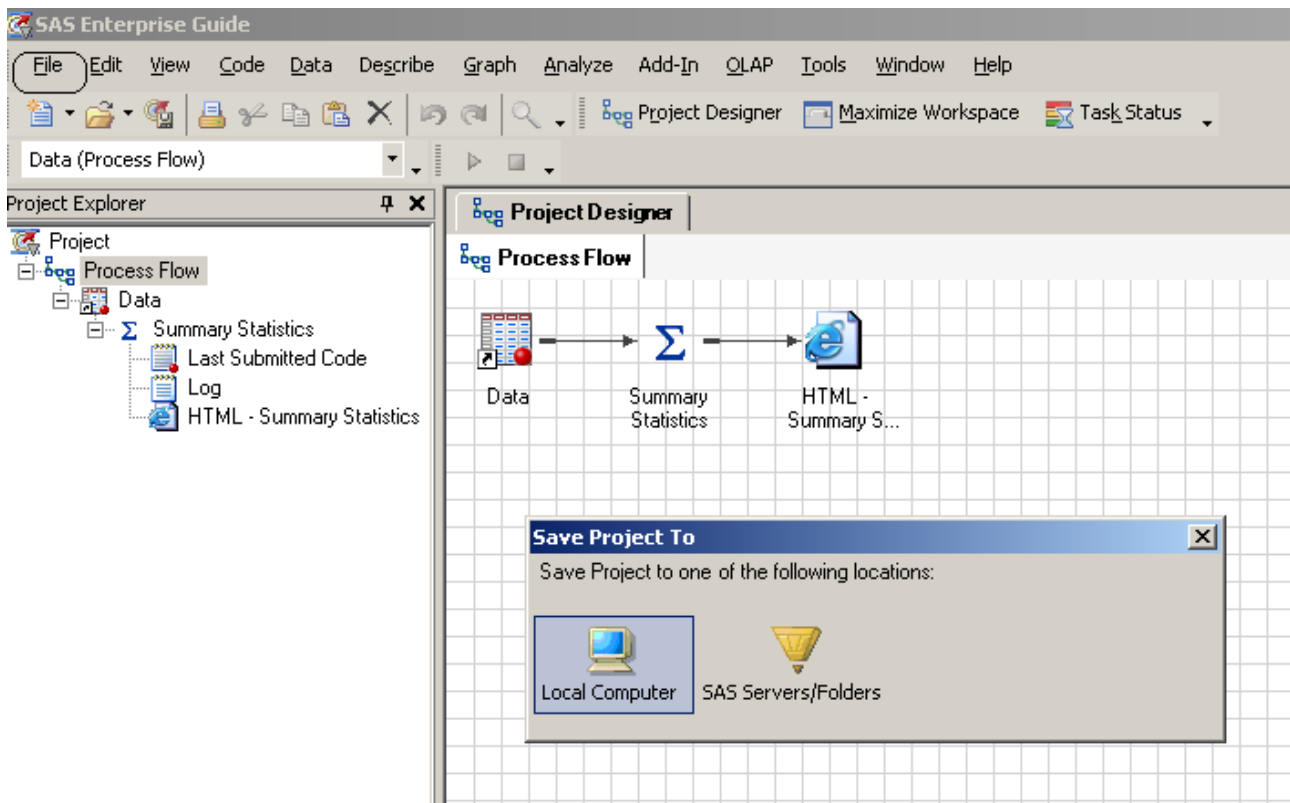 SAS Enterprise Guide
File Edit View Code Data Describe Graph Analyze Add-In OLAP Tools Window Help
Project Designer Maximize Workspace Task Status
Data (Process Flow)
Project Explorer
Project
Process Flow
Data
Summary Statistics
Last Submitted Code
Log
HTML - Summary Statistics
Project Designer
Process Flow
Data
Summary
Statistics
HTML -
Summary S...
Save Project To
Save Project to one of the following locations:
Local Computer
SAS Servers/Folders